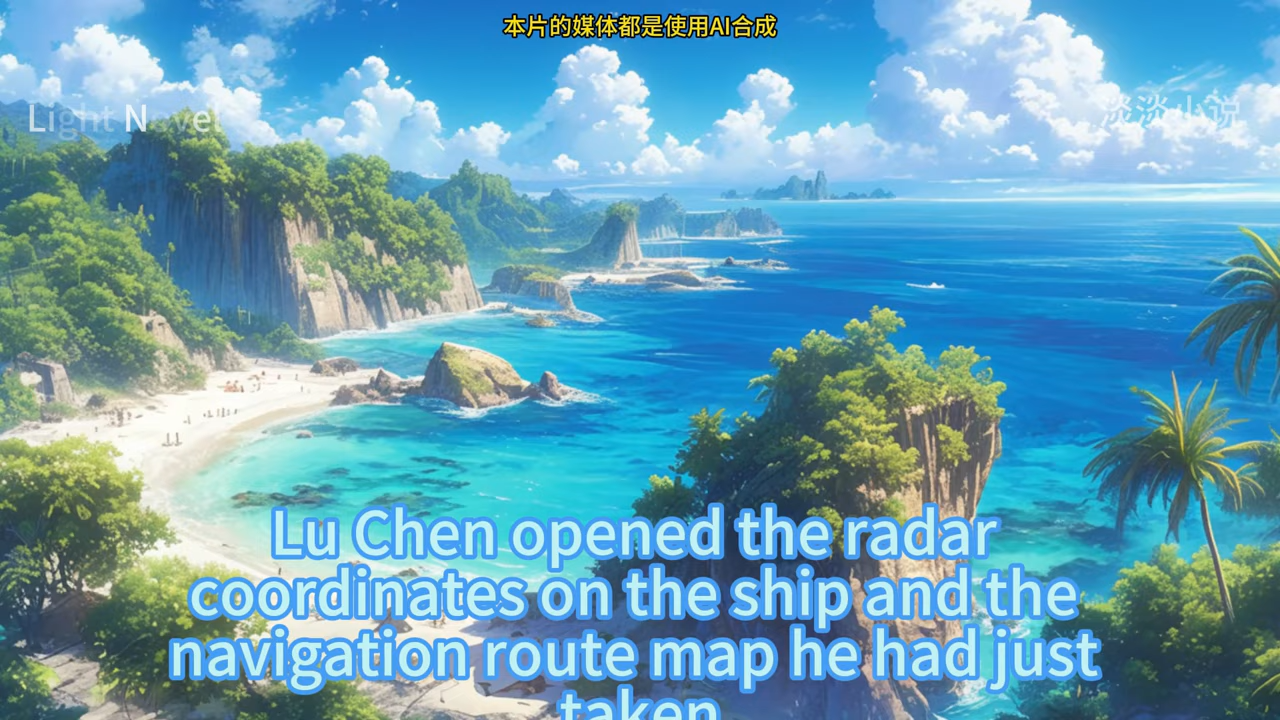 本片的媒体都是使用AI合成
Light Novel
淡淡小说
Lu Chen opened the radar
coordinates on the ship and the
navigation route map he had just
taken